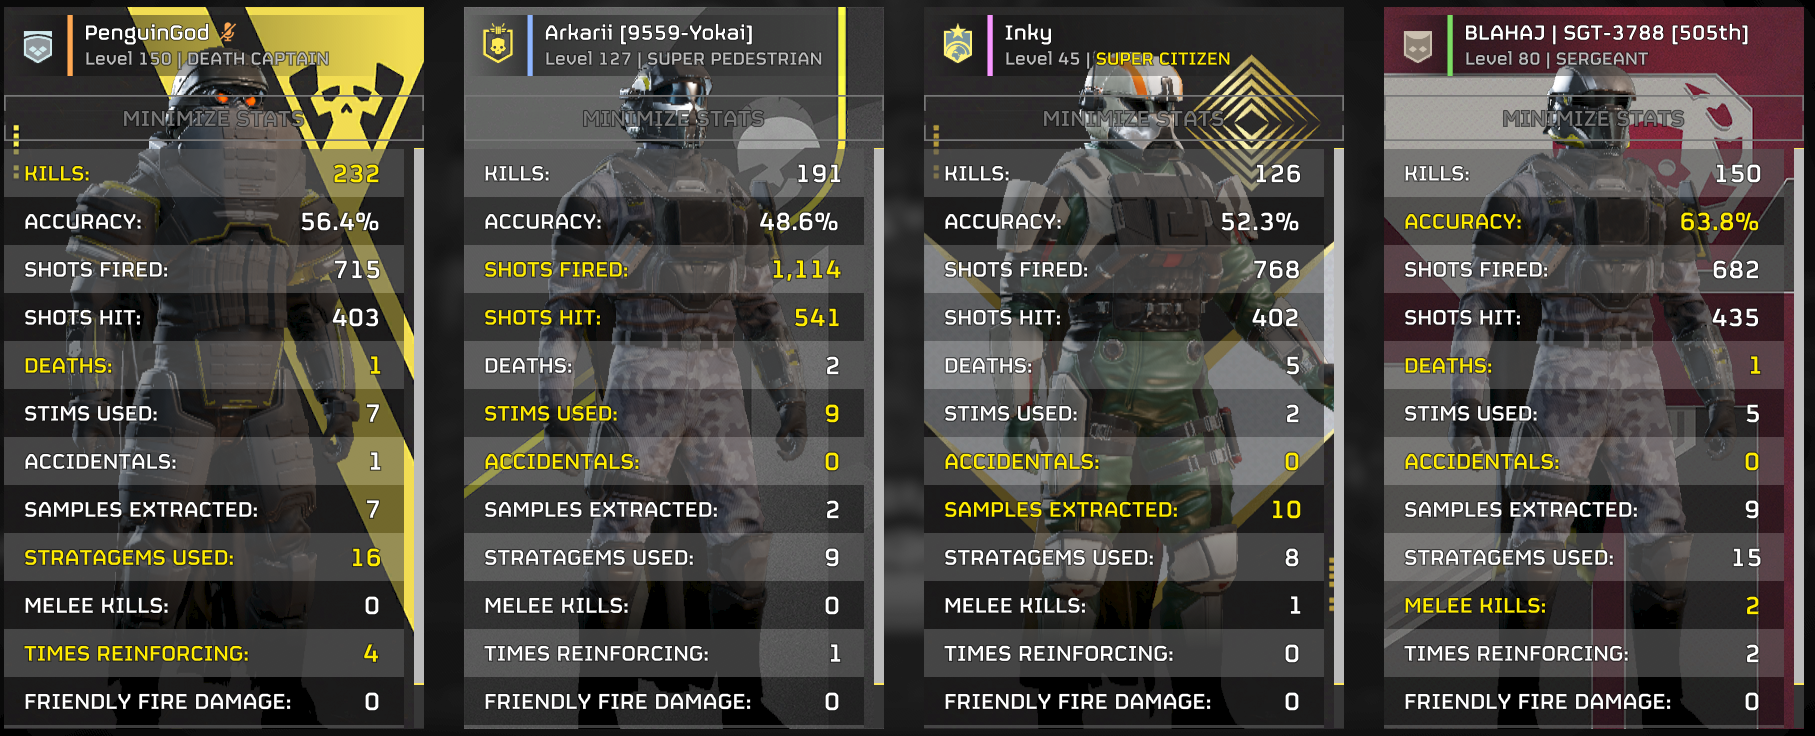 PenguinGod
Level 150 | DEATH CAPTAIN
MINIMIZE STATS
KILLS: 232
ACCURACY: 56.4%
SHOTS FIRED: 715
SHOTS HIT: 403
DEATHS: 1
STIMS USED: 7
ACCIDENTALS: 1
SAMPLES EXTRACTED: 7
STRATAGEMS USED: 16
MELEE KILLS: 0
TIMES REINFORCING: 4
FRIENDLY FIRE DAMAGE: 0
Arkarii [9559-Yokai]
Level 127 | SUPER PEDESTRIAN
MINIMIZE STATS
KILLS: 191
ACCURACY: 48.6%
SHOTS FIRED: 1,114
SHOTS HIT: 541
DEATHS: 2
STIMS USED: 9
ACCIDENTALS: 0
SAMPLES EXTRACTED: 2
STRATAGEMS USED: 9
MELEE KILLS: 0
TIMES REINFORCING: 1
FRIENDLY FIRE DAMAGE: 0
Inky
Level 45 | SUPER CITIZEN
MINIMIZE STATS
KILLS: 126
ACCURACY: 52.3%
SHOTS FIRED: 768
SHOTS HIT: 402
DEATHS: 5
STIMS USED: 2
ACCIDENTALS: 0
SAMPLES EXTRACTED: 10
STRATAGEMS USED: 8
MELEE KILLS: 1
TIMES REINFORCING: 0
FRIENDLY FIRE DAMAGE: 0
BLAHAJ | SGT-3788 [505th]
Level 80 | SERGEANT
MINIMIZE STATS
KILLS: 150
ACCURACY: 63.8%
SHOTS FIRED: 682
SHOTS HIT: 435
DEATHS: 1
STIMS USED: 5
ACCIDENTALS: 0
SAMPLES EXTRACTED: 9
STRATAGEMS USED: 15
MELEE KILLS: 2
TIMES REINFORCING: 2
FRIENDLY FIRE DAMAGE: 0